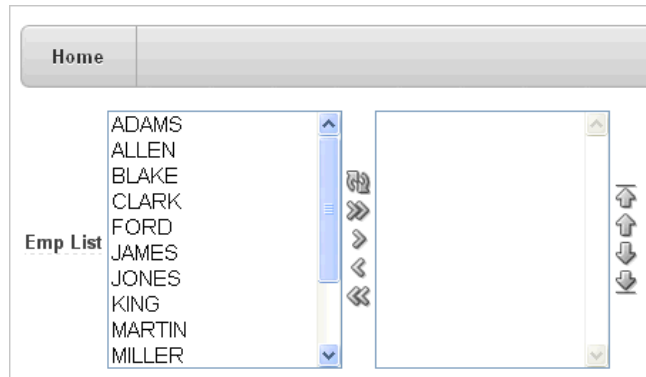 Home
Emp List
ADAMS
ALLEN
BLAKE
CLARK
FORD
JAMES
JONES
KING
MARTIN
MILLER